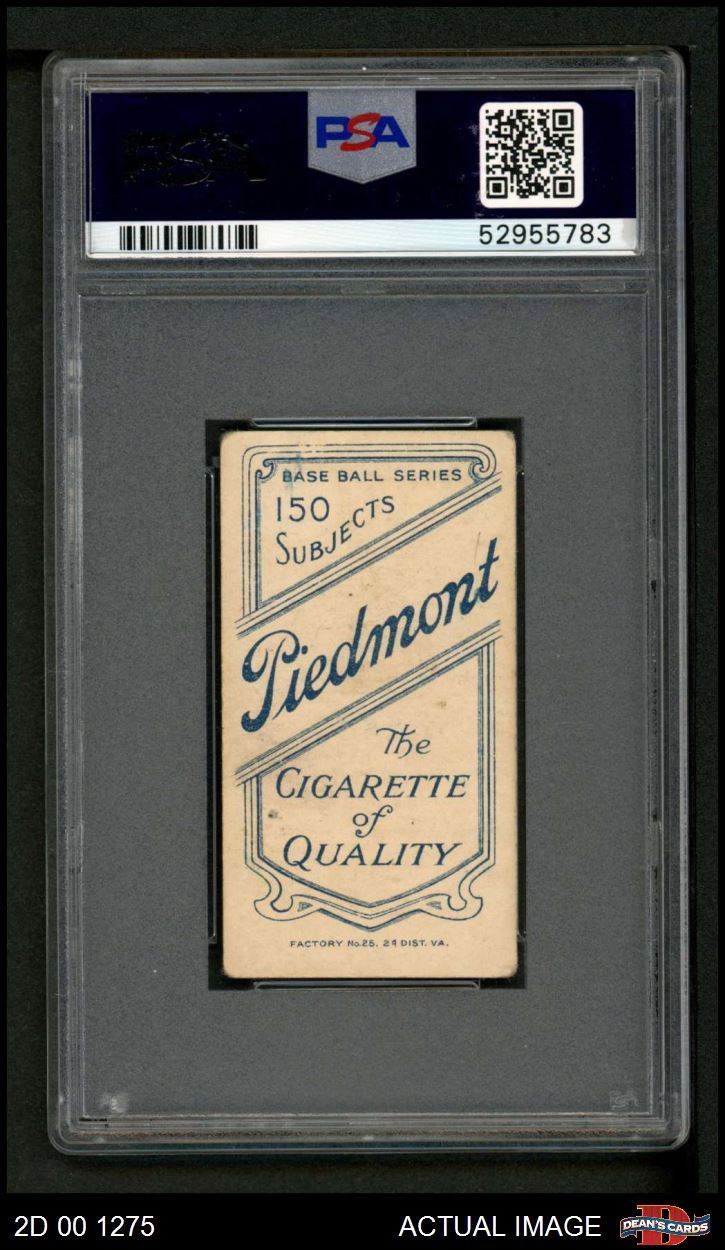 PSA
PSA
52955783
BASE BALL SERIES
150
SUBJECTS
Piedmont
The
CIGARETTE
of
QUALITY
FACTORY No.25. 2d DIST. VA.
2D 00 1275
ACTUAL IMAGE
D
DEAN'S CARDS